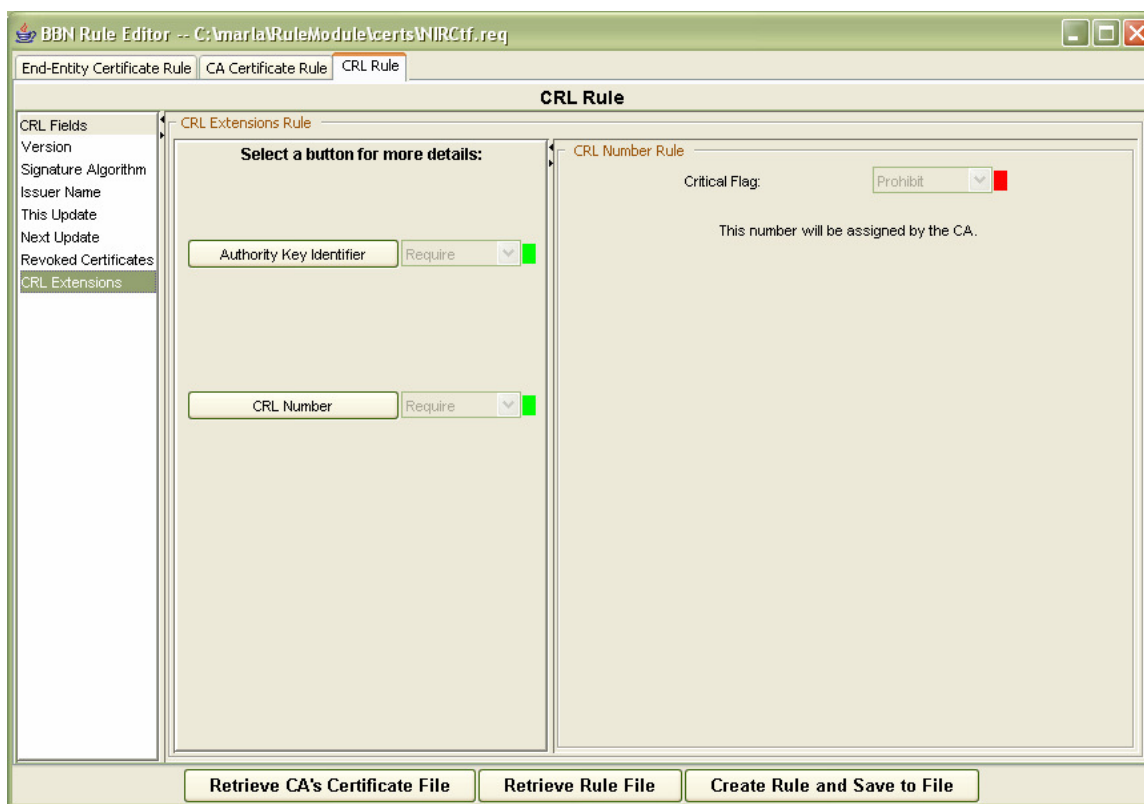 BBN Rule Editor -- C:\marla\RuleModule\certs\NIRCtf.req
End-Entity Certificate Rule CA Certificate Rule CRL Rule
CRL Rule
CRL Fields
Version
Signature Algorithm
Issuer Name
This Update
Next Update
Revoked Certificates
CRL Extensions
CRL Extensions Rule
Select a button for more details:
Authority Key Identifier Require
CRL Number Require
CRL Number Rule
Critical Flag: Prohibit
This number will be assigned by the CA.
Retrieve CA's Certificate File Retrieve Rule File Create Rule and Save to File